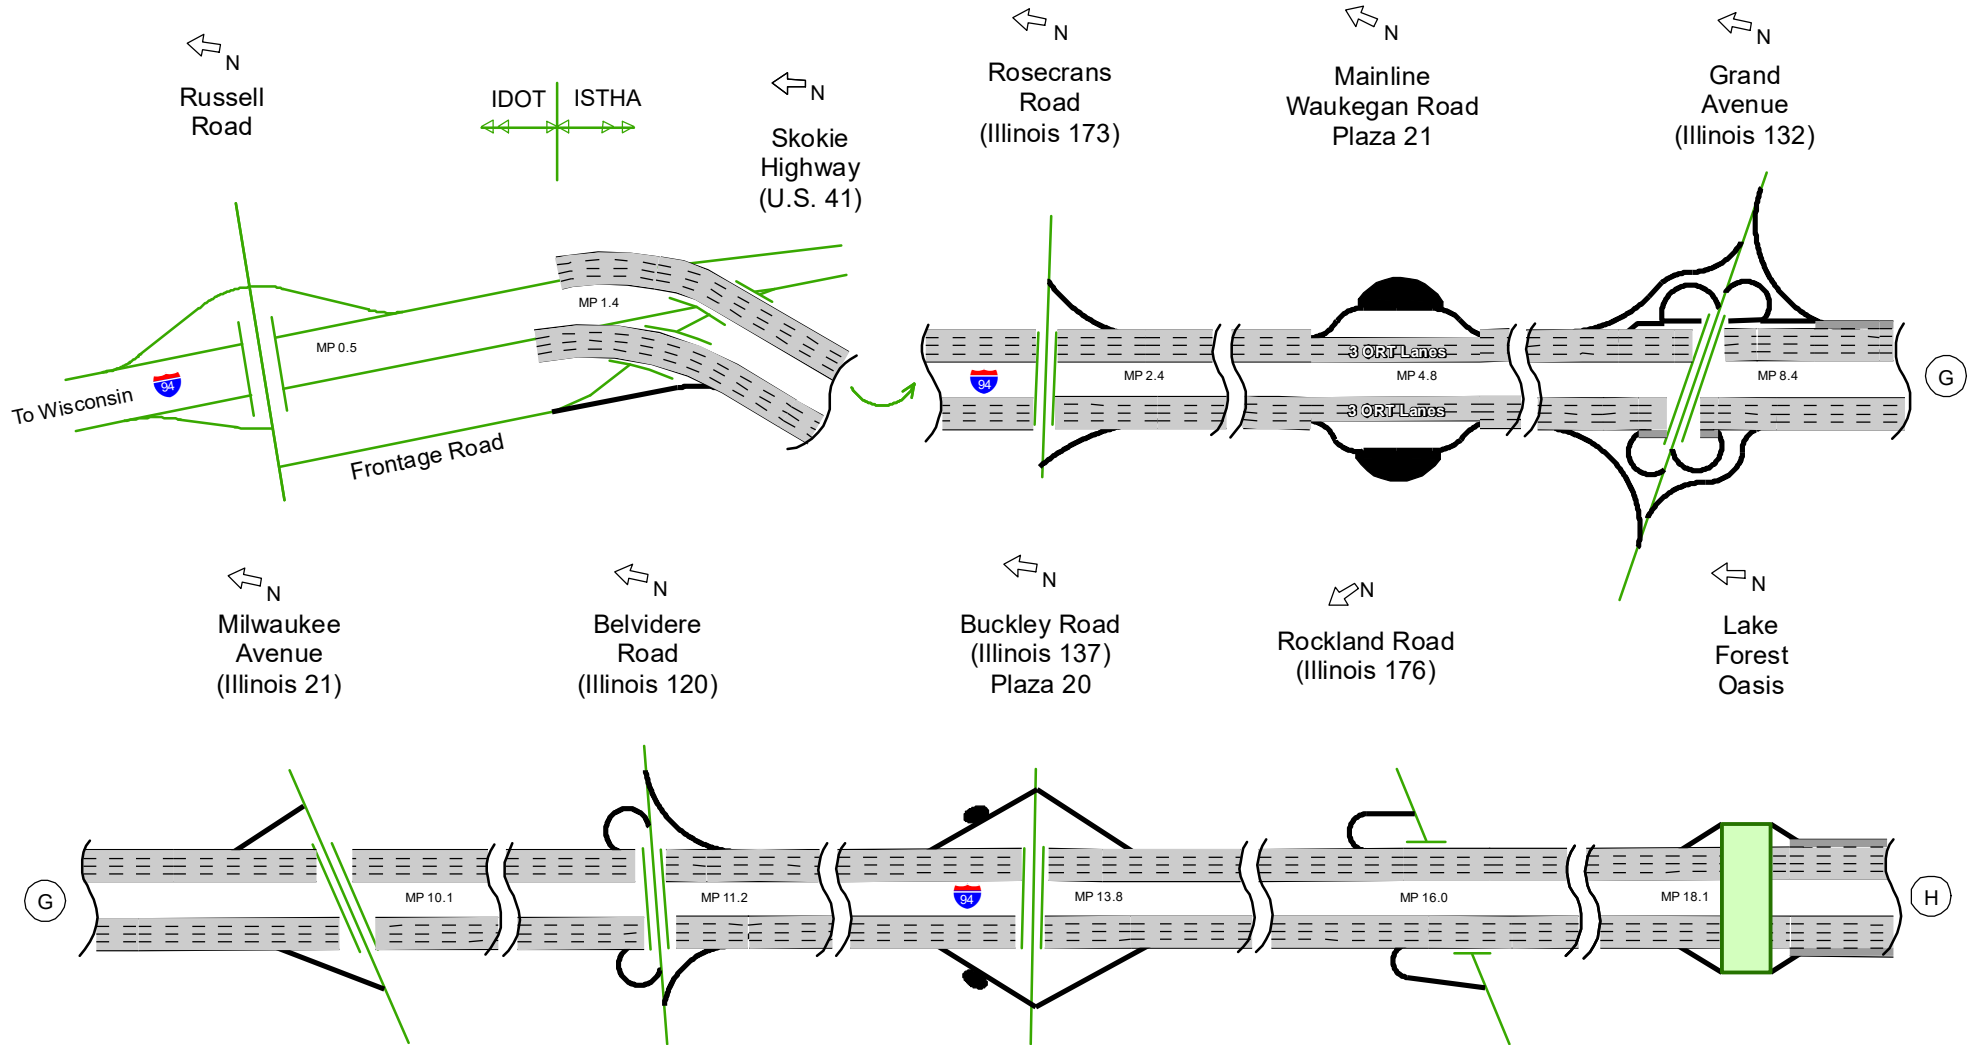 N
Russell
Road
IDOT
ISTHA
N
Skokie
Highway
(U.S. 41)
N
Rosecrans
Road
(Illinois 173)
N
Mainline
Waukegan Road
Plaza 21
N
Grand
Avenue
(Illinois 132)
MP 1.4
MP 0.5
94
To Wisconsin
Frontage Road
94
MP 2.4
3 ORT Lanes
MP 4.8
3 ORT Lanes
MP 8.4
G
N
Milwaukee
Avenue
(Illinois 21)
N
Belvidere
Road
(Illinois 120)
N
Buckley Road
(Illinois 137)
Plaza 20
N
Rockland Road
(Illinois 176)
N
Lake
Forest
Oasis
G
MP 10.1
MP 11.2
94
MP 13.8
MP 16.0
MP 18.1
H